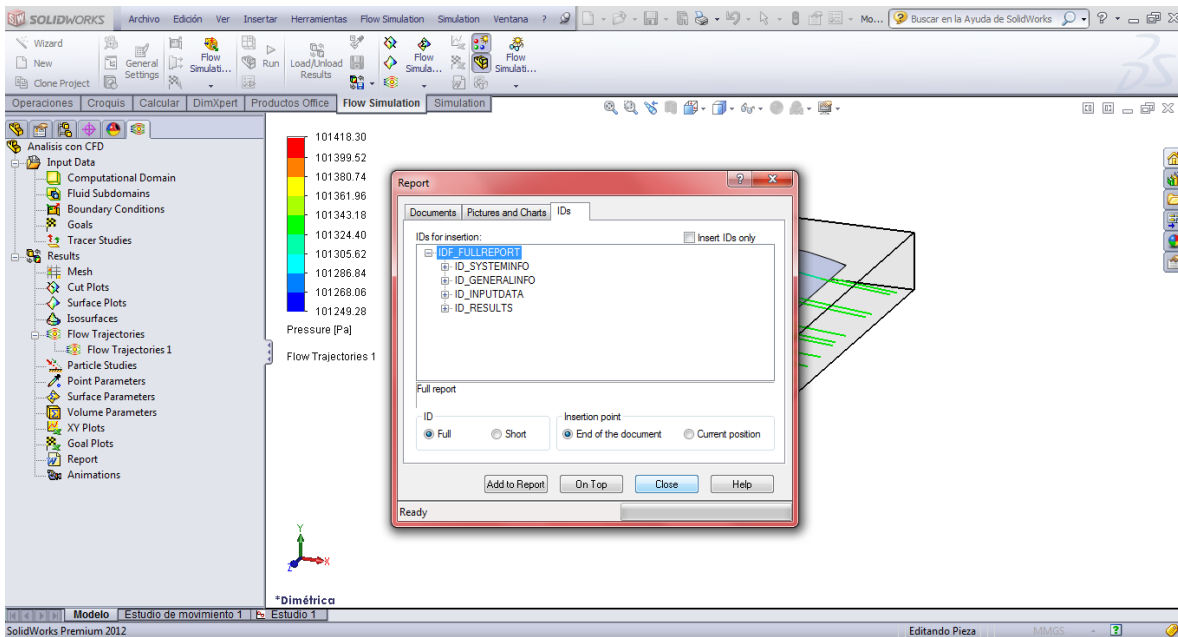 SOLIDWORKS Archivo Edición Ver Insertar Herramientas Flow Simulation Simulation Ventana ? Mo... Buscar en la Ayuda de SolidWorks ?
Wizard
New
Clone Project
General Settings
Flow Simulati...
Run
Load/Unload Results
Flow Simula...
Flow Simulati...
Operaciones Croquis Calcular DimXpert Productos Office Flow Simulation Simulation
Analisis con CFD
Input Data
Computational Domain
Fluid Subdomains
Boundary Conditions
Goals
Tracer Studies
Results
Mesh
Cut Plots
Surface Plots
Isosurfaces
Flow Trajectories
Flow Trajectories 1
Particle Studies
Point Parameters
Surface Parameters
Volume Parameters
XY Plots
Goal Plots
Report
Animations
101418.30
101399.52
101380.74
101361.96
101343.18
101324.40
101305.62
101286.84
101268.06
101249.28
Pressure [Pa]
Flow Trajectories 1
Report
Documents Pictures and Charts IDs
IDs for insertion: Insert IDs only
IDF_FULLREPORT
ID_SYSTEMINFO
ID_GENERALINFO
ID_INPUTDATA
ID_RESULTS
Full report
ID Insertion point
Full Short End of the document Current position
Add to Report On Top Close Help
Ready
Y
X
Z
*Dimétrica
Modelo Estudio de movimiento 1 Estudio 1
SolidWorks Premium 2012 Editando Pieza MMGS - ?